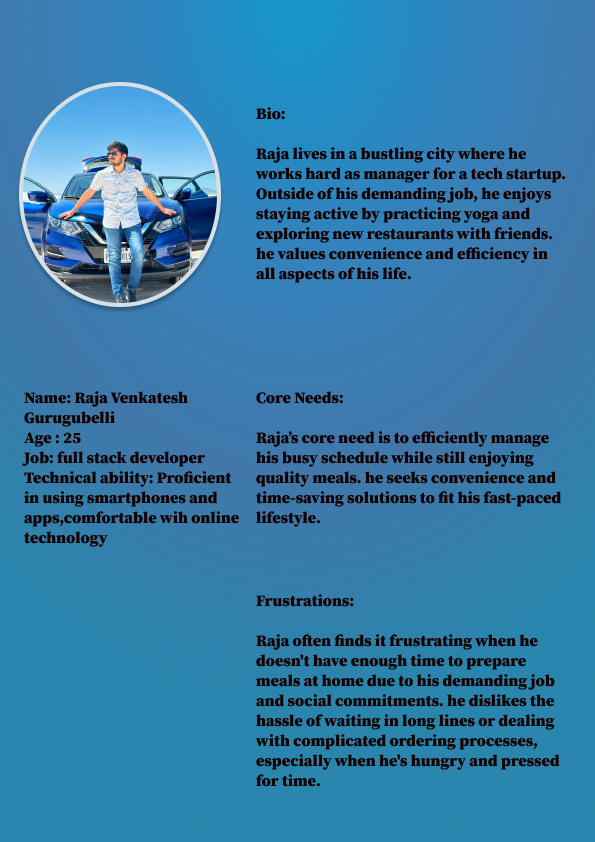 Bio:
Raja lives in a bustling city where he
works hard as manager for a tech startup.
Outside of his demanding job, he enjoys
staying active by practicing yoga and
exploring new restaurants with friends.
he values convenience and efficiency in
all aspects of his life.
Name: Raja Venkatesh
Gurugubelli
Age : 25
Job: full stack developer
Technical ability: Proficient
in using smartphones and
apps,comfortable wih online
technology
Core Needs:
Raja’s core need is to efficiently manage
his busy schedule while still enjoying
quality meals. he seeks convenience and
time-saving solutions to fit his fast-paced
lifestyle.
Frustrations:
Raja often finds it frustrating when he
doesn't have enough time to prepare
meals at home due to his demanding job
and social commitments. he dislikes the
hassle of waiting in long lines or dealing
with complicated ordering processes,
especially when he's hungry and pressed
for time.